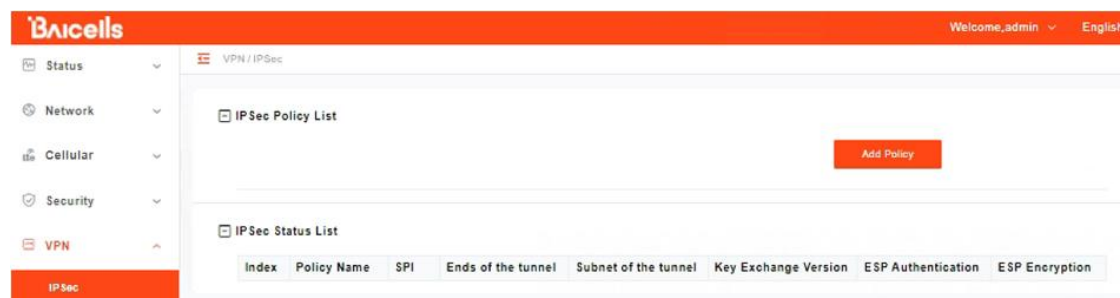 Baicells
Welcome,admin English
Status
VPN / IPSec
Network
IPSec Policy List
Cellular
Add Policy
Security
IPSec Status List
VPN
Index Policy Name SPI Ends of the tunnel Subnet of the tunnel Key Exchange Version ESP Authentication ESP Encryption
IPSec